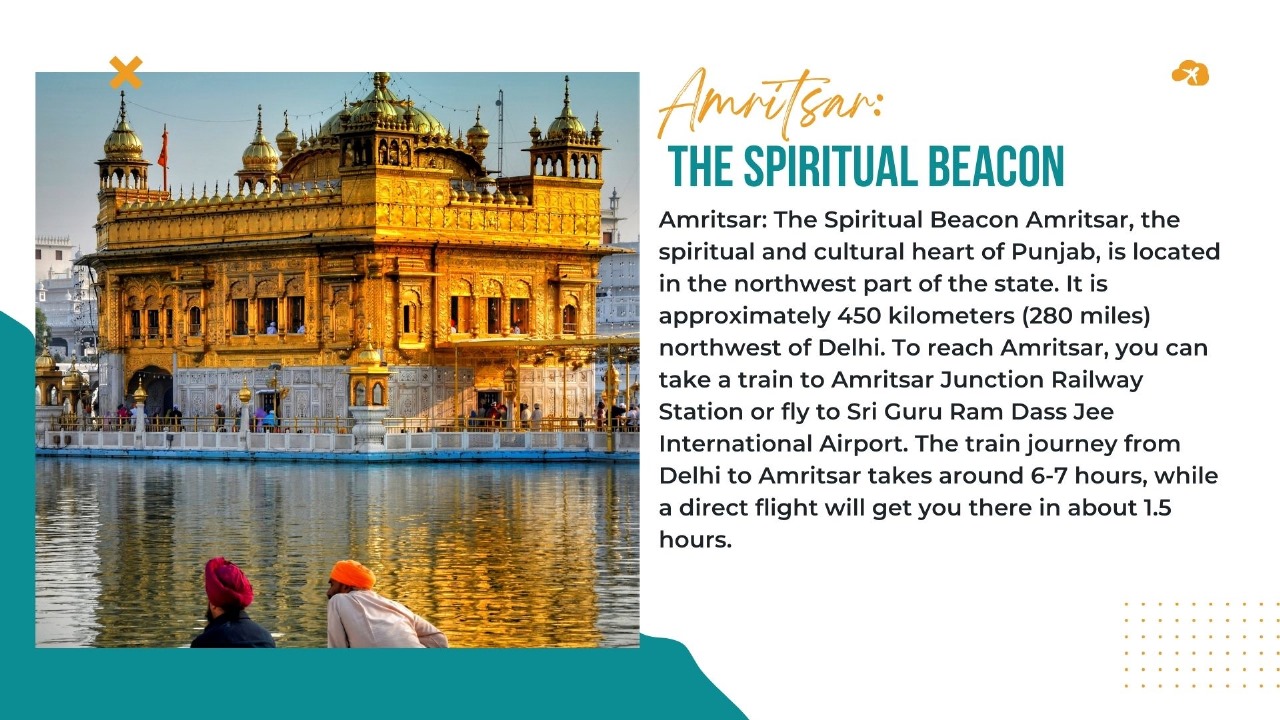 Amritsar:
THE SPIRITUAL BEACON
Amritsar: The Spiritual Beacon Amritsar, the
spiritual and cultural heart of Punjab, is located
in the northwest part of the state. It is
approximately 450 kilometers (280 miles)
northwest of Delhi. To reach Amritsar, you can
take a train to Amritsar Junction Railway
Station or fly to Sri Guru Ram Dass Jee
International Airport. The train journey from
Delhi to Amritsar takes around 6-7 hours, while
a direct flight will get you there in about 1.5
hours.